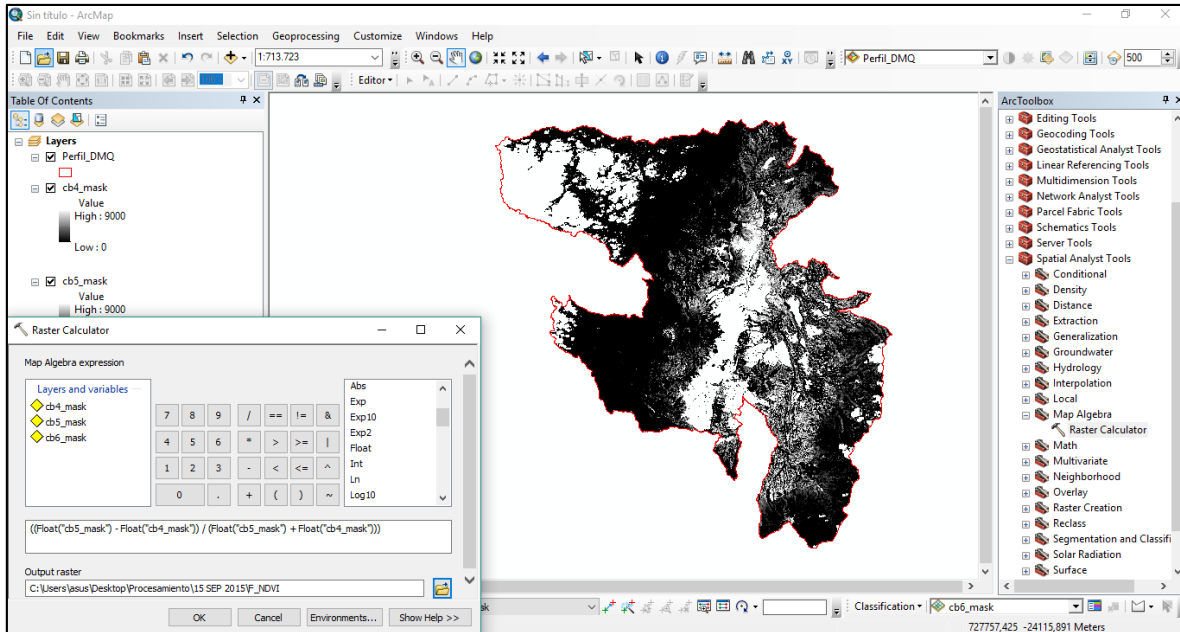 Sin título - ArcMap
File Edit View Bookmarks Insert Selection Geoprocessing Customize Windows Help
1:713.723
Perfil_DMQ
500
Editor
Table Of Contents
Layers
Perfil_DMQ
cb4_mask
Value
High : 9000
Low : 0
cb5_mask
Value
High : 9000
Raster Calculator
Map Algebra expression
Layers and variables
cb4_mask
cb5_mask
cb6_mask
7 8 9 / == != &
4 5 6 * > >= |
1 2 3 - < <= ^
0 . + ( ) ~
Abs
Exp
Exp10
Exp2
Float
Int
Ln
Log10
((Float("cb5_mask") - Float("cb4_mask")) / (Float("cb5_mask") + Float("cb4_mask")))
Output raster
C:\Users\asus\Desktop\Procesamiento\15 SEP 2015\F_NDVI
OK Cancel Environments... Show Help >>
ArcToolbox
Editing Tools
Geocoding Tools
Geostatistical Analyst Tools
Linear Referencing Tools
Multidimension Tools
Network Analyst Tools
Parcel Fabric Tools
Schematics Tools
Server Tools
Spatial Analyst Tools
Conditional
Density
Distance
Extraction
Generalization
Groundwater
Hydrology
Interpolation
Local
Map Algebra
Raster Calculator
Math
Multivariate
Neighborhood
Overlay
Raster Creation
Reclass
Segmentation and Classifi
Solar Radiation
Surface
Classification
cb6_mask
727757,425 -24115,891 Meters